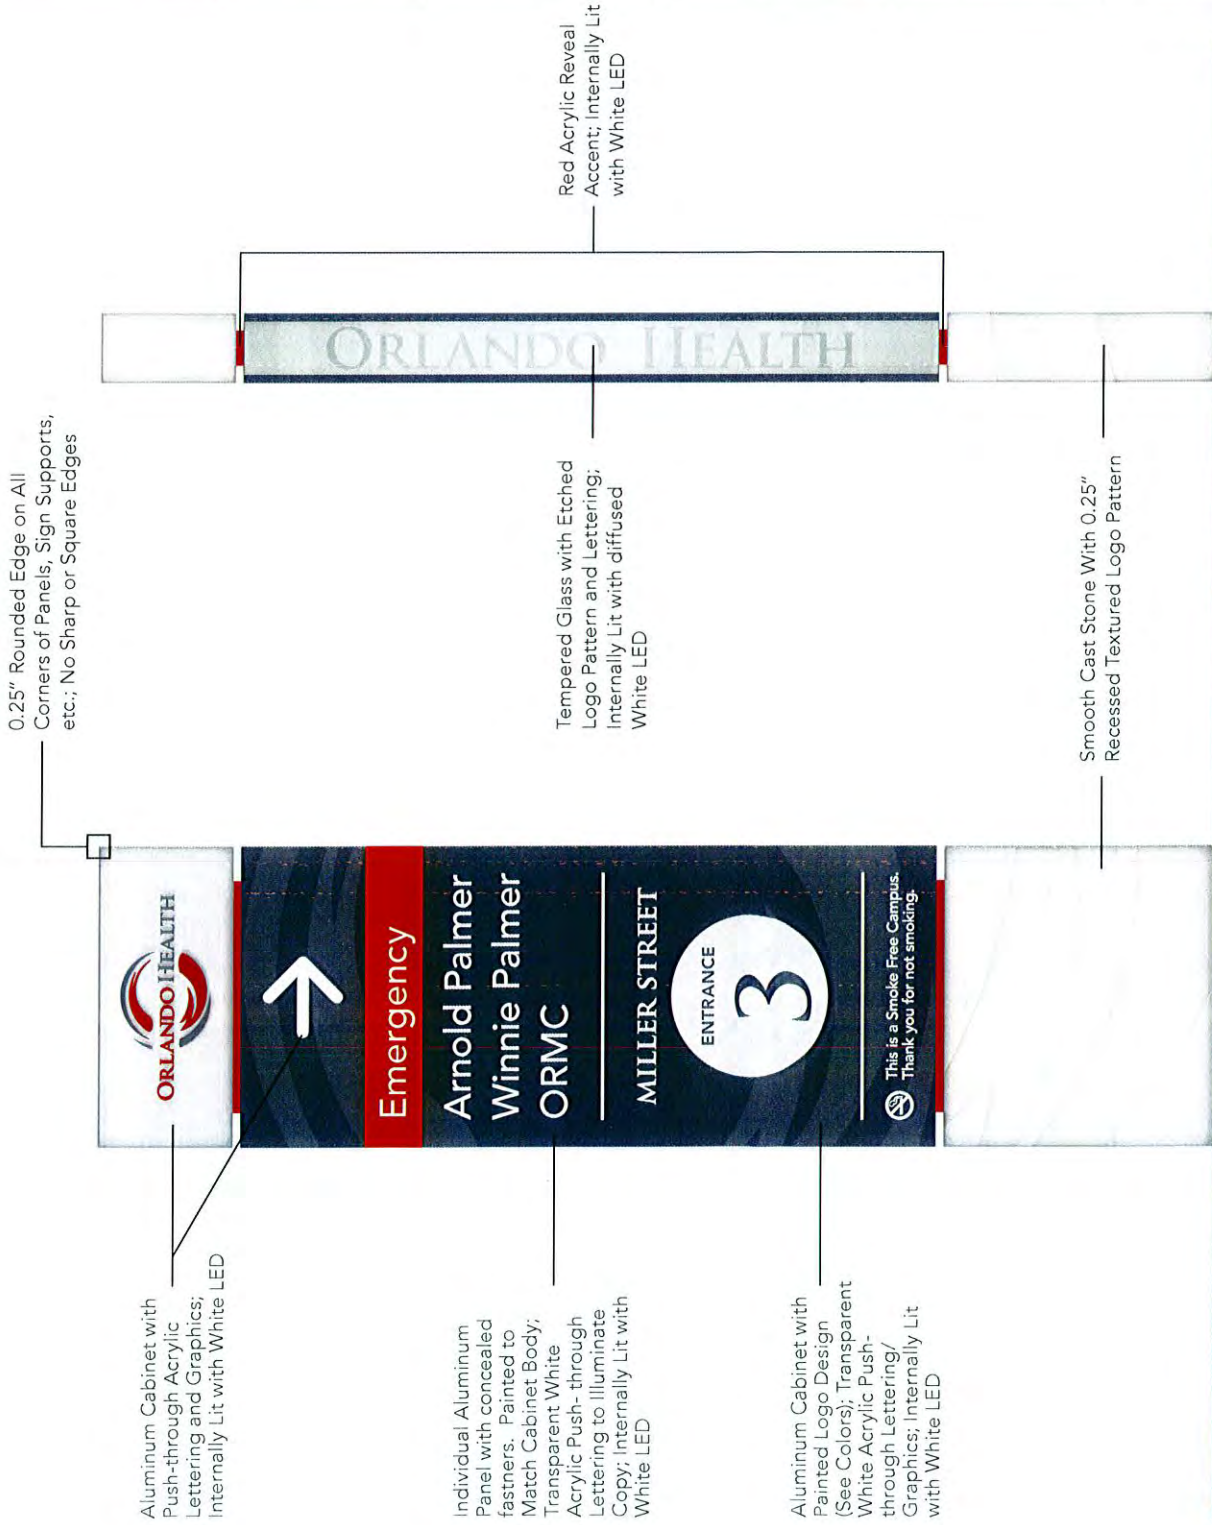 0.25" Rounded Edge on All
Corners of Panels, Sign Supports,
etc.; No Sharp or Square Edges
Aluminum Cabinet with
Push-through Acrylic
Lettering and Graphics;
Internally Lit with White LED
Individual Aluminum
Panel with concealed
fastners. Painted to
Match Cabinet Body;
Transparent White
Acrylic Push- through
Lettering to Illuminate
Copy; Internally Lit with
White LED
Aluminum Cabinet with
Painted Logo Design
(See Colors); Transparent
White Acrylic Push-
through Lettering/
Graphics; Internally Lit
with White LED
ORLANDO HEALTH
Emergency
Arnold Palmer
Winnie Palmer
ORMC
MILLER STREET
ENTRANCE
3
This is a Smoke Free Campus.
Thank you for not smoking.
Tempered Glass with Etched
Logo Pattern and Lettering;
Internally Lit with diffused
White LED
Smooth Cast Stone With 0.25"
Recessed Textured Logo Pattern
ORLANDO HEALTH
Red Acrylic Reveal
Accent; Internally Lit
with White LED